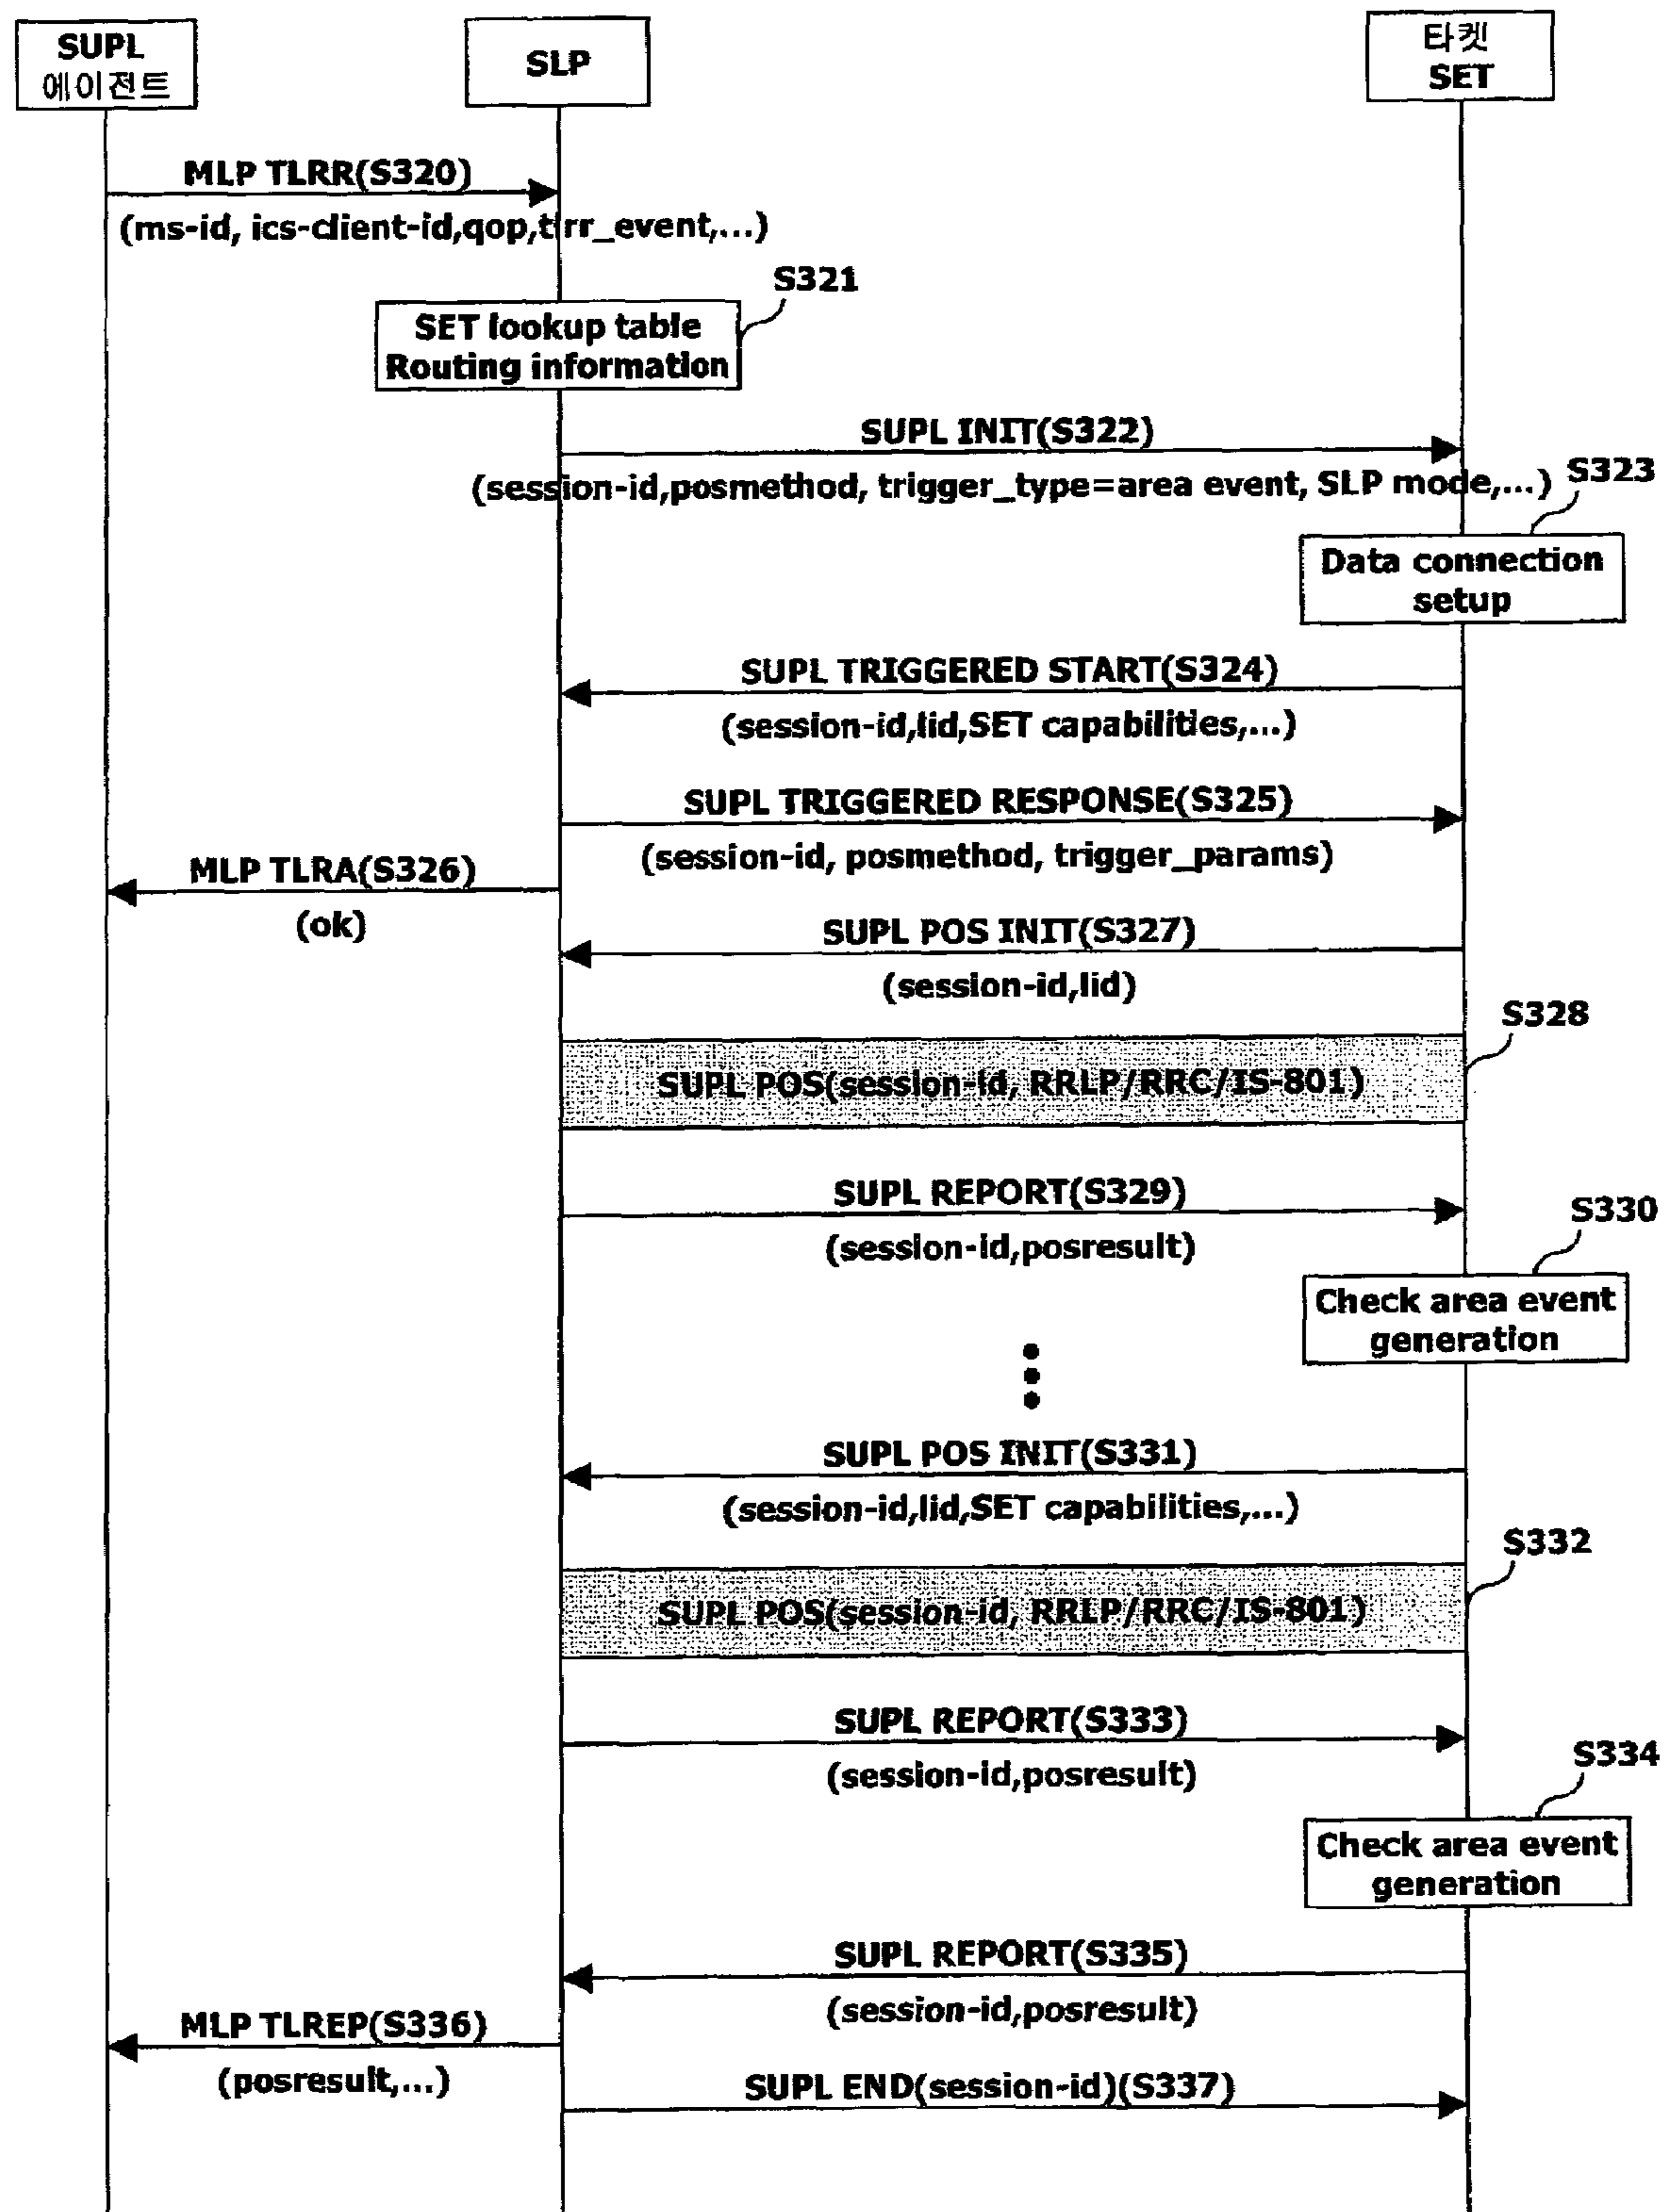 SUPL
에이전트
SLP
타켓
SET
MLP TLRR(S320)
(ms-id, ics-client-id,qop,tlrr_event,...)
S321
SET lookup table
Routing information
SUPL INIT(S322)
(session-id,posmethod, trigger_type=area event, SLP mode,...)
S323
Data connection
setup
SUPL TRIGGERED START(S324)
(session-id,lid,SET capabilities,...)
SUPL TRIGGERED RESPONSE(S325)
(session-id, posmethod, trigger_params)
MLP TLRA(S326)
(ok)
SUPL POS INIT(S327)
(session-id,lid)
S328
SUPL POS(session-id, RRLP/RRC/IS-801)
SUPL REPORT(S329)
(session-id,posresult)
S330
Check area event
generation
SUPL POS INIT(S331)
(session-id,lid,SET capabilities,...)
S332
SUPL POS(session-id, RRLP/RRC/IS-801)
SUPL REPORT(S333)
(session-id,posresult)
S334
Check area event
generation
SUPL REPORT(S335)
(session-id,posresult)
MLP TLREP(S336)
(posresult,...)
SUPL END(session-id)(S337)